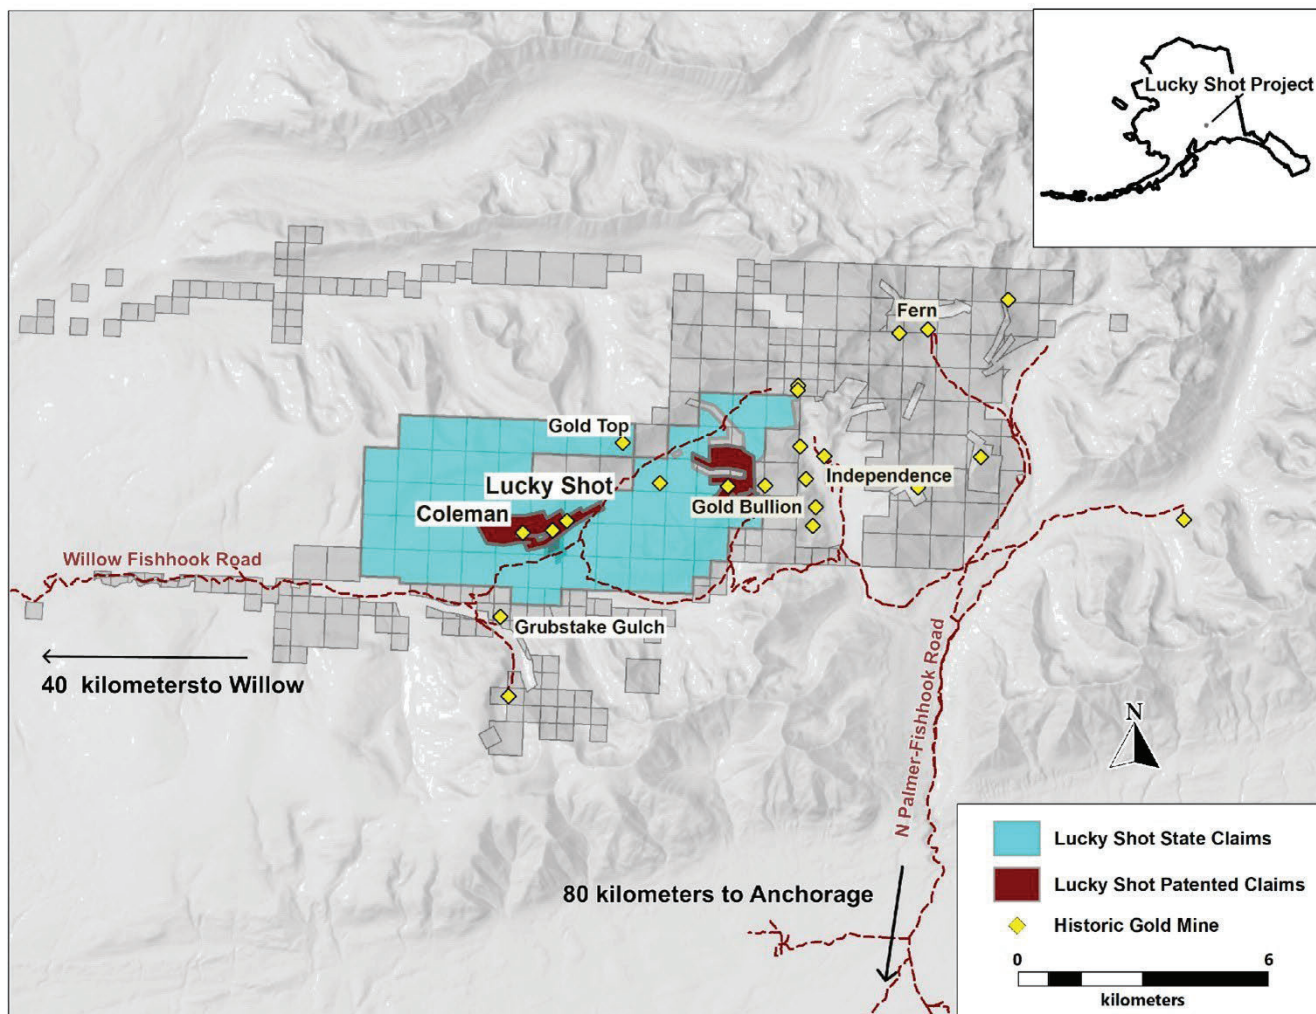 Lucky Shot Project
Fern
Gold Top
Independence
Lucky Shot
Gold Bullion
Coleman
Willow Fishhook Road
Grubstake Gulch
40 kilometersto Willow
N Palmer-Fishhook Road
N
80 kilometers to Anchorage
Lucky Shot State Claims
Lucky Shot Patented Claims
Historic Gold Mine
0 6
kilometers